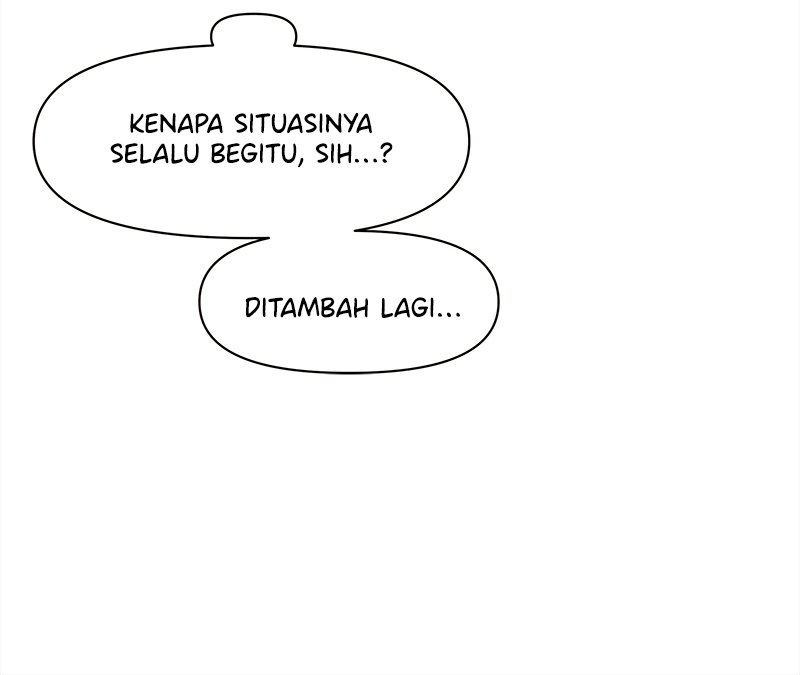 KENAPA SITUASINYA
SELALU BEGITU, SIH...?
DITAMBAH LAGI...